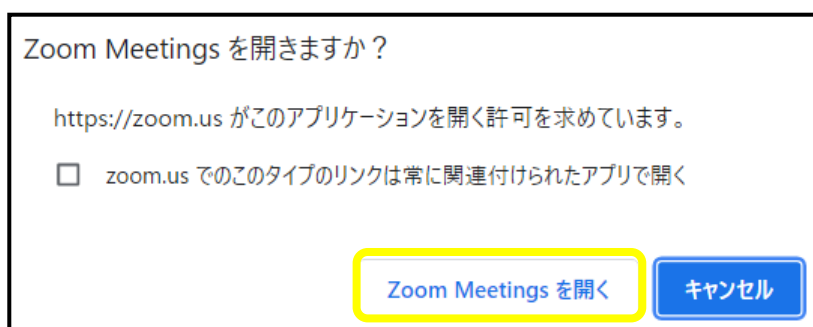 Zoom Meetings を開きますか？
https://zoom.us がこのアプリケーションを開く許可を求めています。
zoom.us でのこのタイプのリンクは常に関連付けられたアプリで開く
Zoom Meetings を開く
キャンセル